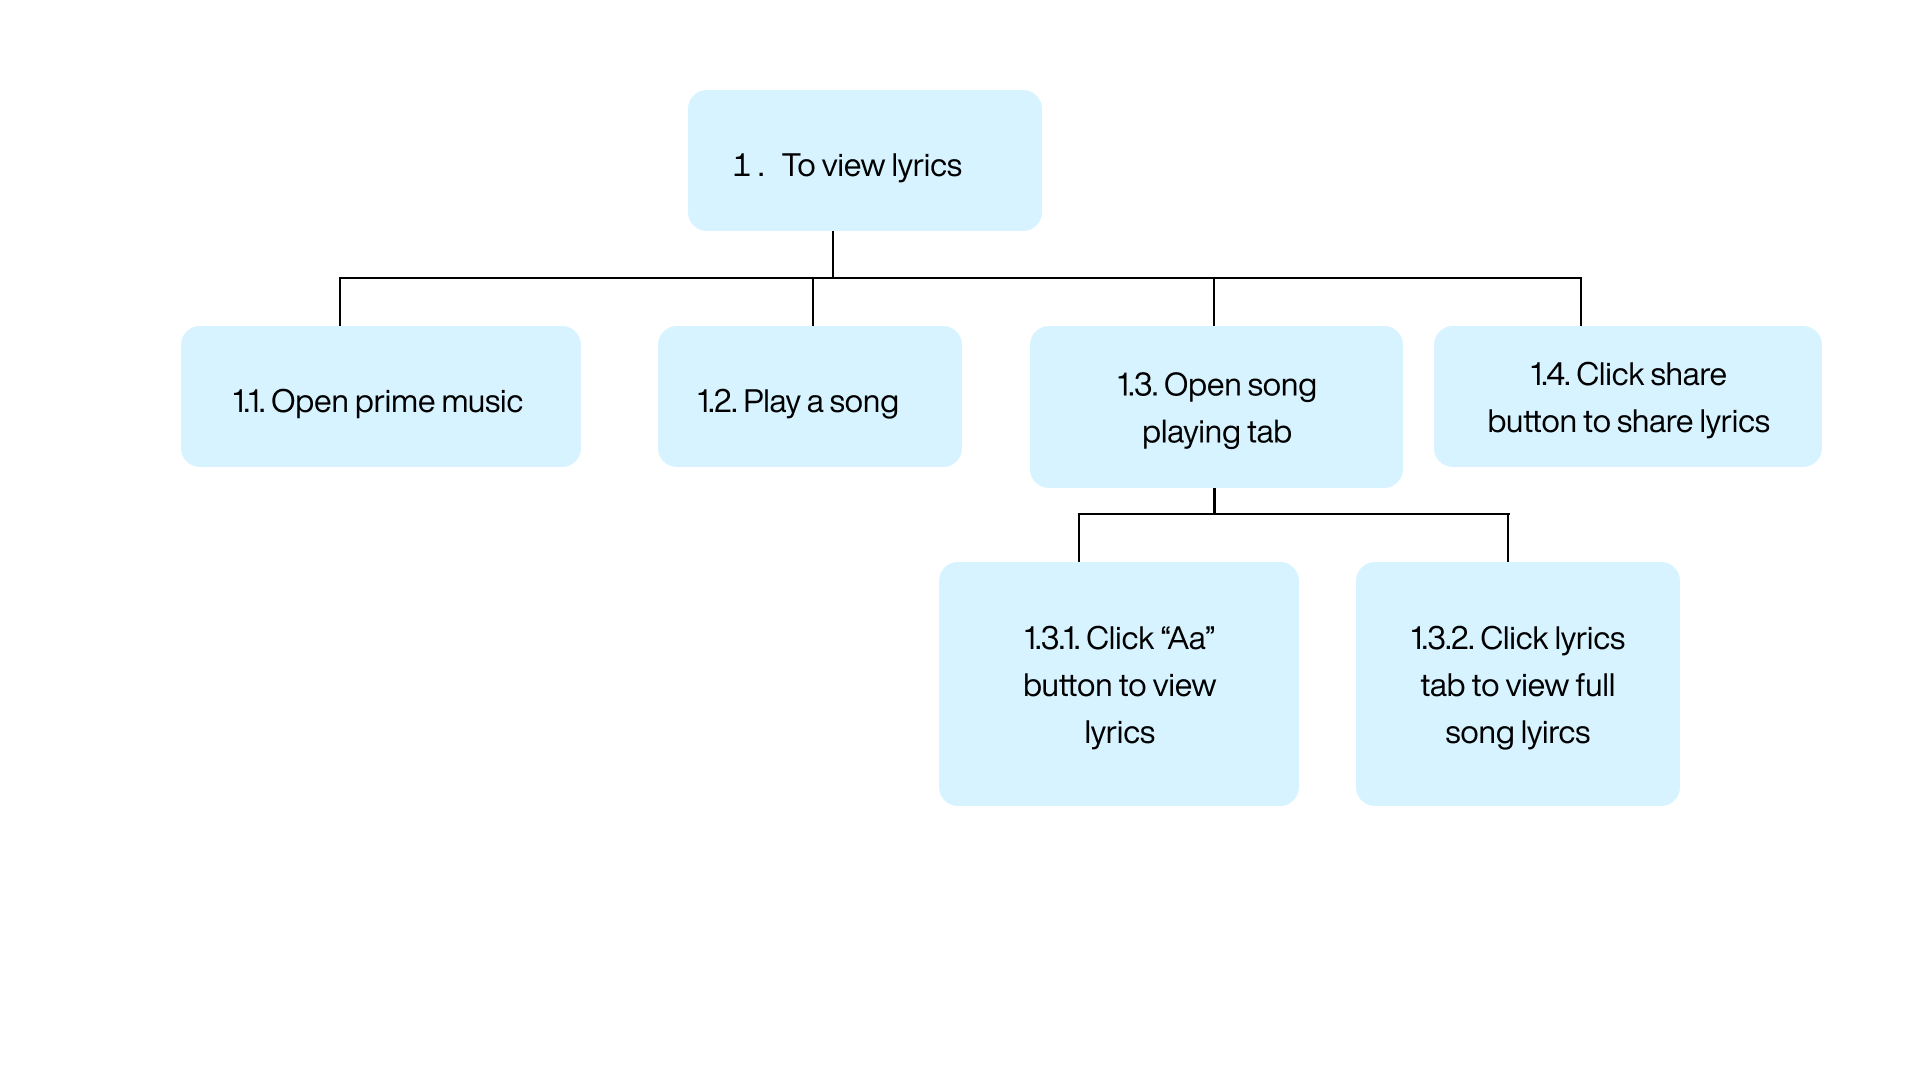 1. To view lyrics
1.1. Open prime music
1.2. Play a song
1.3. Open song
playing tab
1.4. Click share
button to share lyrics
1.3.1. Click “Aa”
button to view
lyrics
1.3.2. Click lyrics
tab to view full
song lyircs